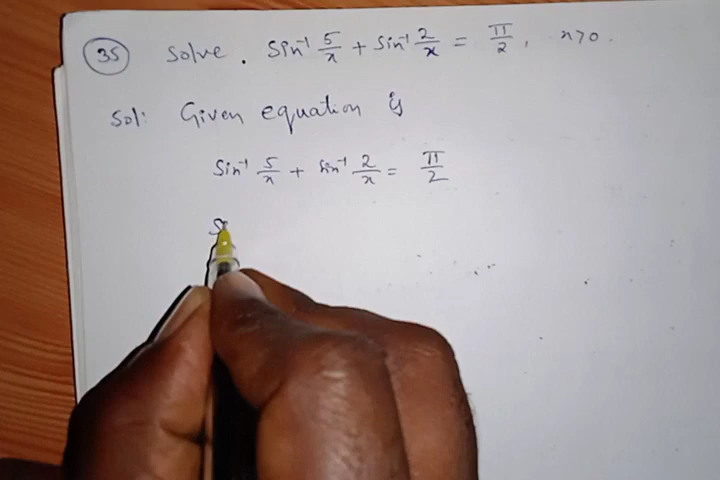 35 Solve. Sin⁻¹ 5/x + Sin⁻¹ 2/x = π/2, x>0.
Sol: Given equation is
Sin⁻¹ 5/x + Sin⁻¹ 2/x = π/2
S